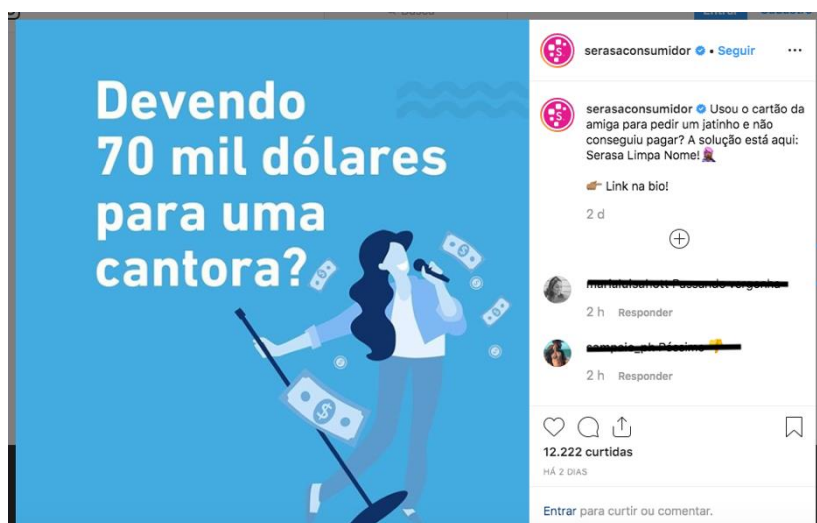 Busca
Entrar
Devendo
70 mil dólares
para uma
cantora?
serasaconsumidor • Seguir
serasaconsumidor Usou o cartão da
amiga para pedir um jatinho e não
conseguiu pagar? A solução está aqui:
Serasa Limpa Nome!
Link na bio!
2 d
2 h Responder
2 h Responder
12.222 curtidas
HÁ 2 DIAS
Entrar para curtir ou comentar.